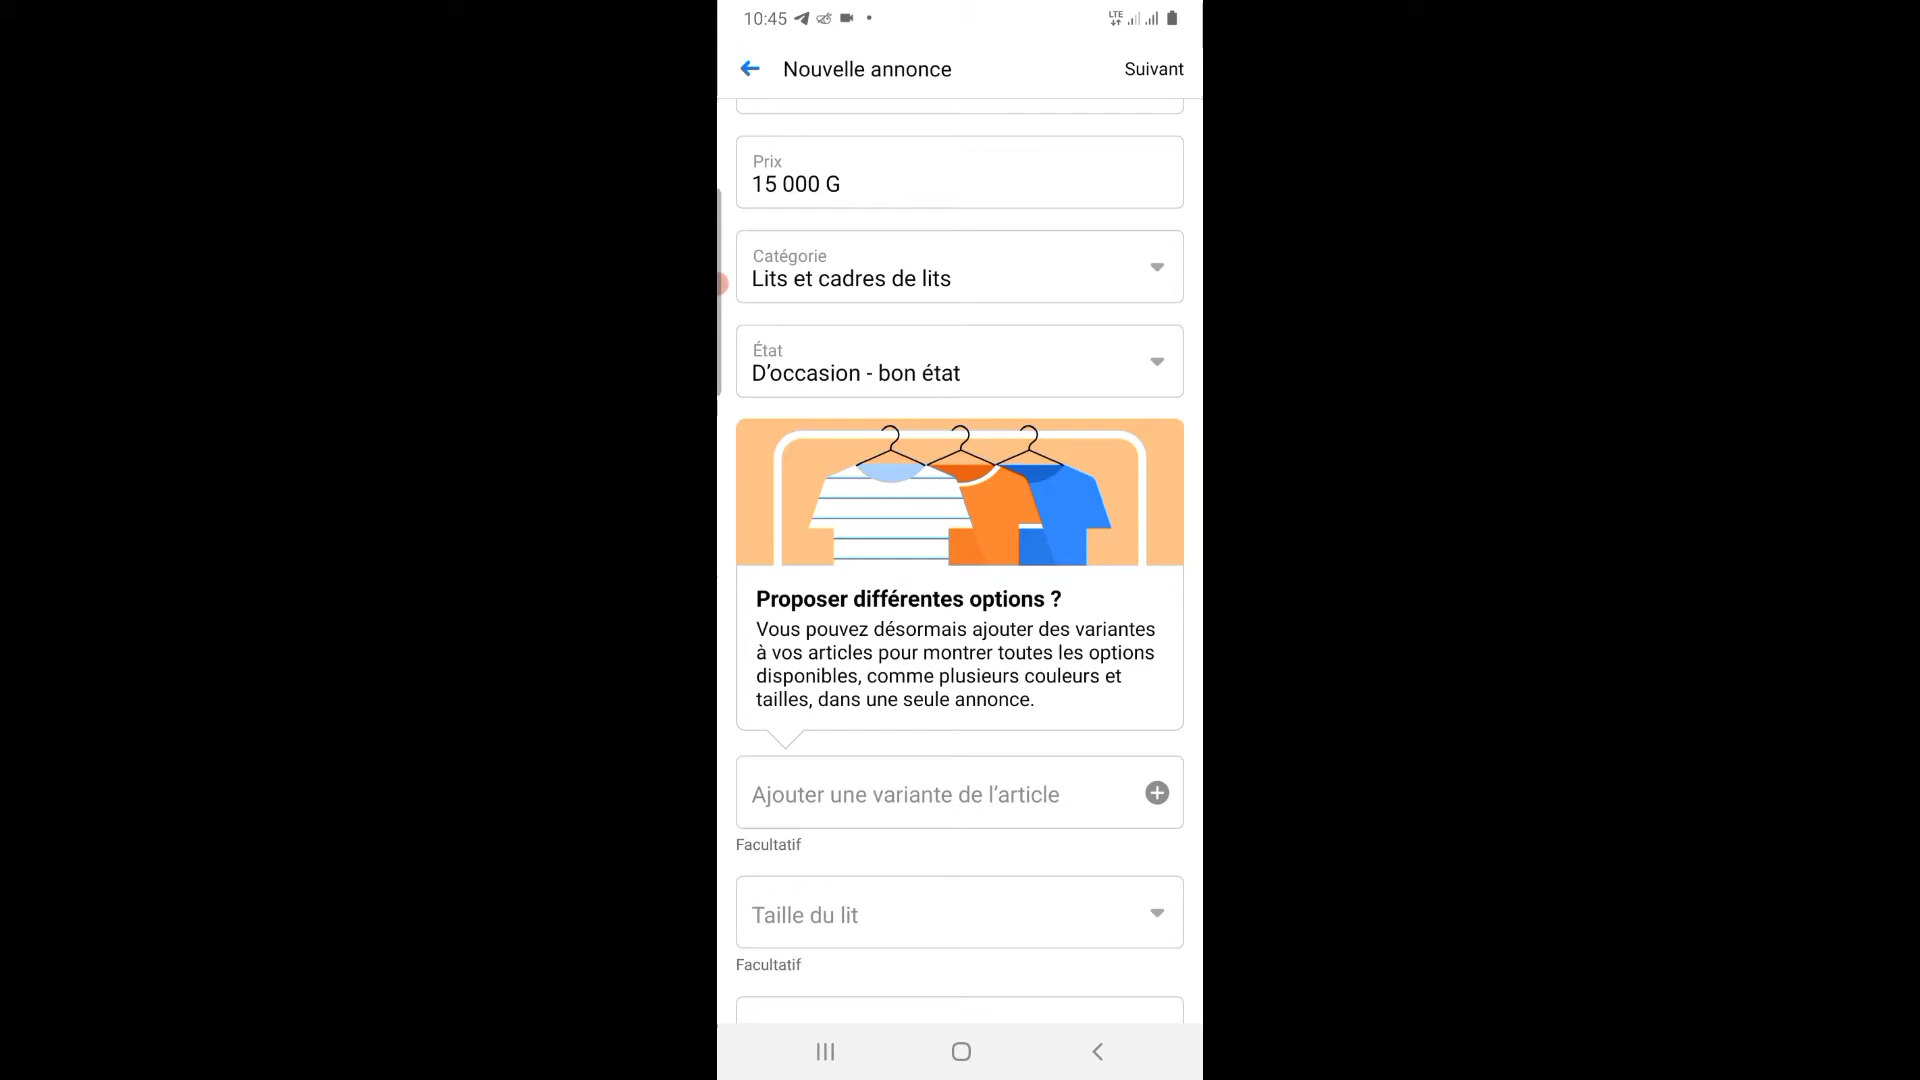 10:45
LTE
Nouvelle annonce
Suivant
Prix
15 000 G
Catégorie
Lits et cadres de lits
État
D’occasion - bon état
Proposer différentes options ?
Vous pouvez désormais ajouter des variantes
à vos articles pour montrer toutes les options
disponibles, comme plusieurs couleurs et
tailles, dans une seule annonce.
Ajouter une variante de l’article
Facultatif
Taille du lit
Facultatif